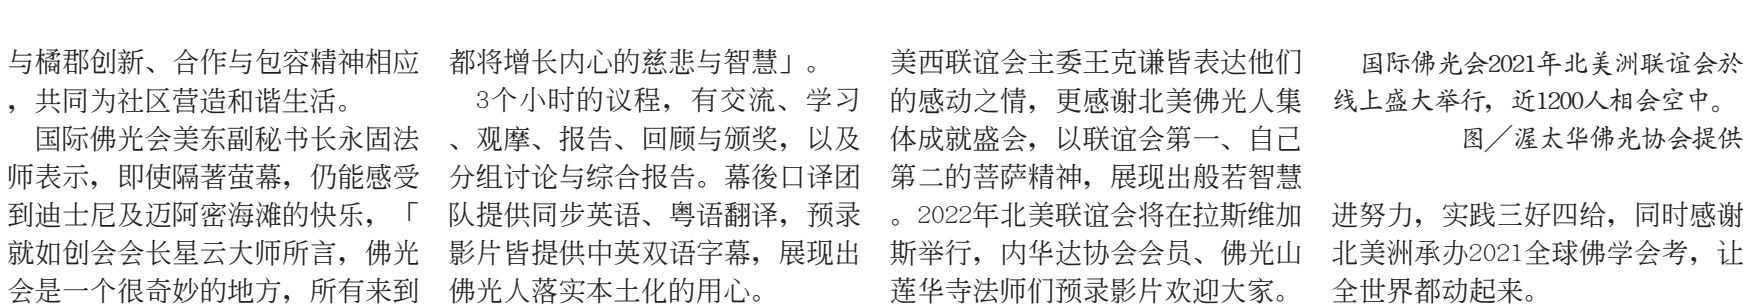 与橘郡创新、合作与包容精神相应
，共同为社区营造和谐生活。
国际佛光会美东副秘书长永固法
师表示，即使隔著萤幕，仍能感受
到迪士尼及迈阿密海滩的快乐，「
就如创会会长星云大师所言，佛光
会是一个很奇妙的地方，所有来到
都将增长内心的慈悲与智慧」。
3个小时的议程，有交流、学习
、观摩、报告、回顾与颁奖，以及
分组讨论与综合报告。幕後口译团
队提供同步英语、粤语翻译，预录
影片皆提供中英双语字幕，展现出
佛光人落实本土化的用心。
美西联谊会主委王克谦皆表达他们
的感动之情，更感谢北美佛光人集
体成就盛会，以联谊会第一、自己
第二的菩萨精神，展现出般若智慧
。2022年北美联谊会将在拉斯维加
斯举行，内华达协会会员、佛光山
莲华寺法师们预录影片欢迎大家。
国际佛光会2021年北美洲联谊会於
线上盛大举行，近1200人相会空中。
图／渥太华佛光协会提供
进努力，实践三好四给，同时感谢
北美洲承办2021全球佛学会考，让
全世界都动起来。